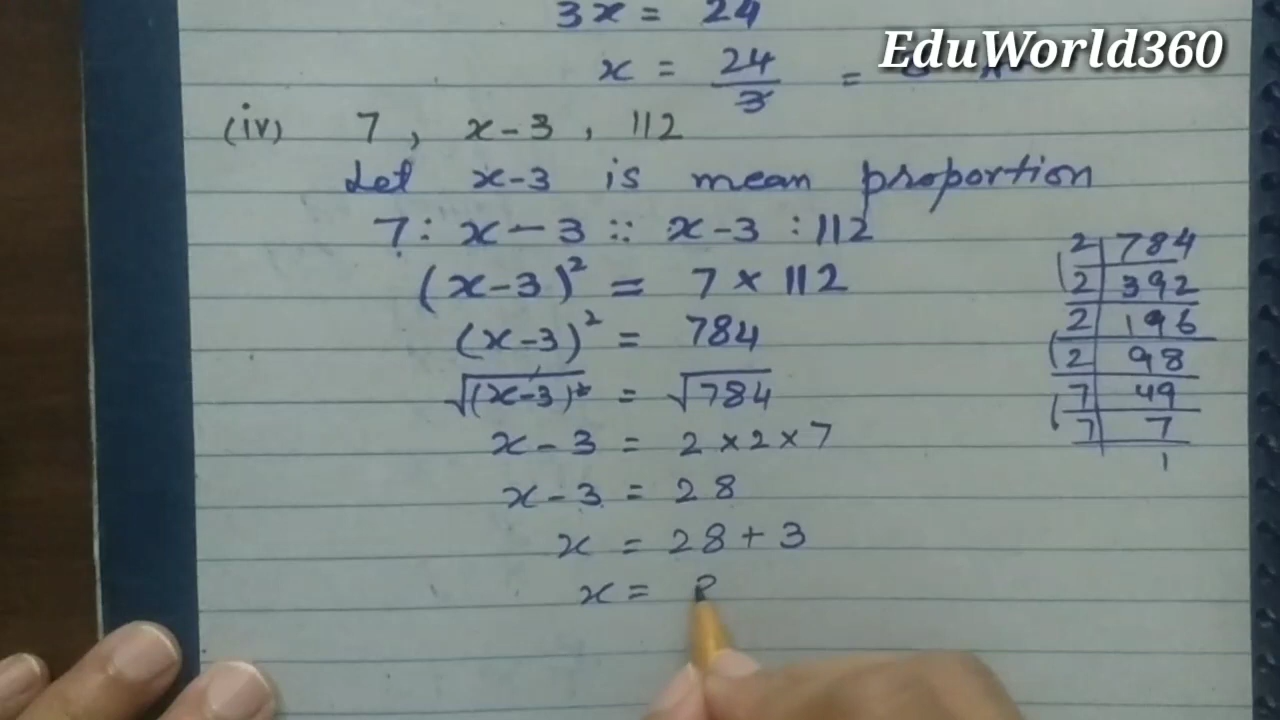 3x = 24
EduWorld360
x = 24/3 =
(iv) 7, x-3, 112
Let x-3 is mean proportion
7 : x-3 :: x-3 : 112
(x-3)² = 7 × 112
(x-3)² = 784
√(x-3)² = √784
x-3 = 2×2×7
x-3 = 28
x = 28+3
x =
2 | 784
2 | 392
2 | 196
2 | 98
7 | 49
7 | 7
1